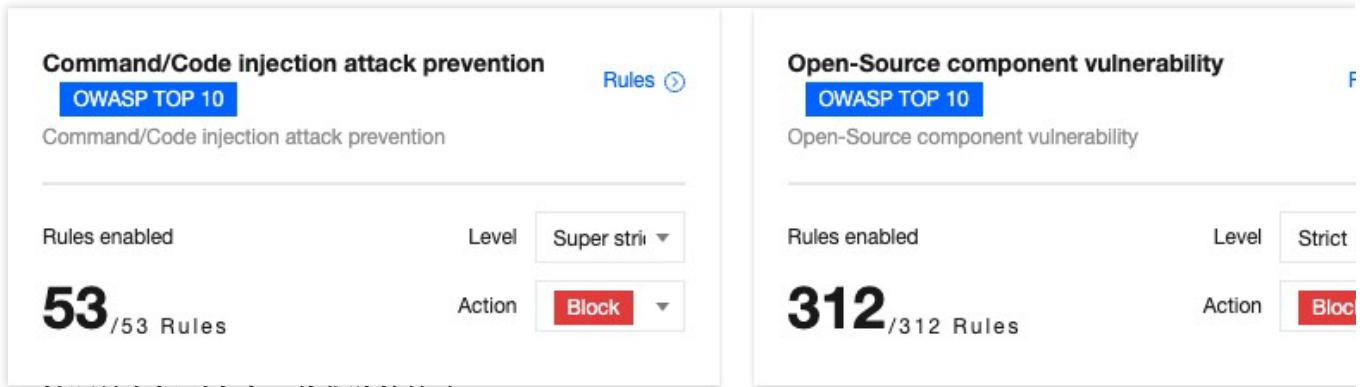 Command/Code injection attack prevention
OWASP TOP 10
Rules
Command/Code injection attack prevention
Rules enabled
Level
Super stri
53/53 Rules
Action
Block
Open-Source component vulnerability
OWASP TOP 10
Open-Source component vulnerability
Rules enabled
Level
Strict
312/312 Rules
Action